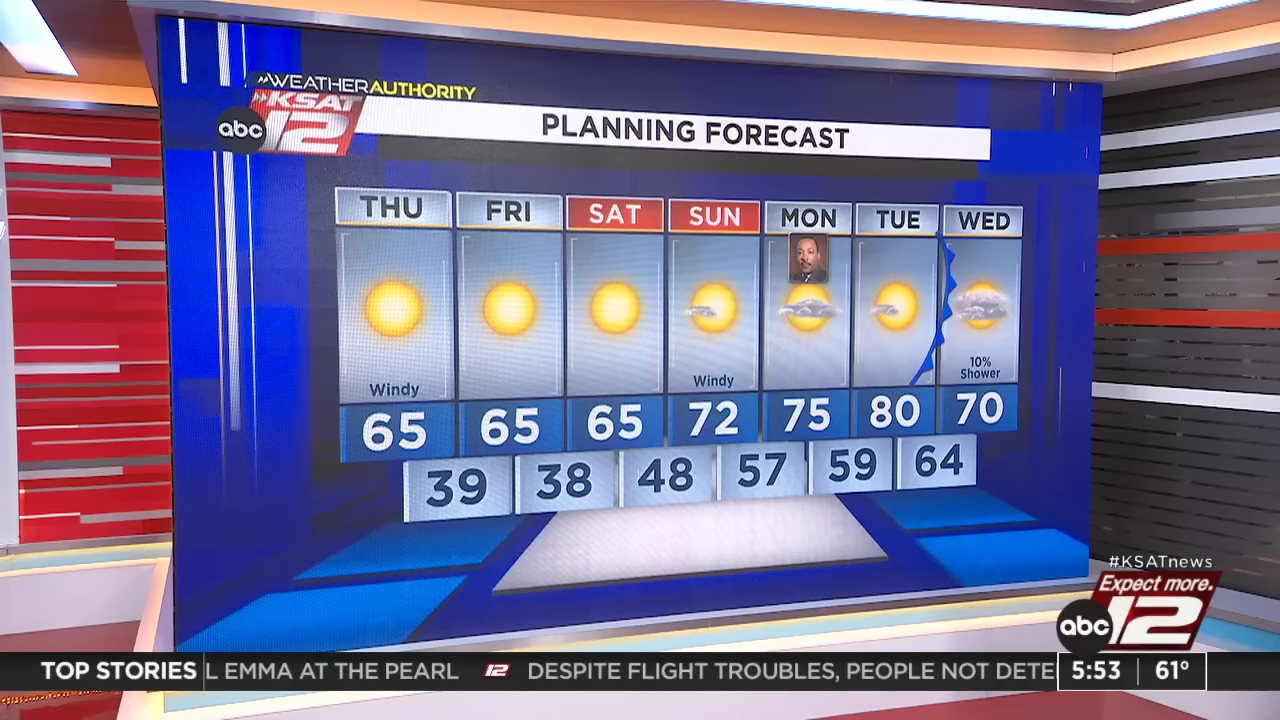 WEATHERAUTHORITY
KSAT
abc 12
PLANNING FORECAST
THU FRI SAT SUN MON TUE WED
Windy Windy 10% Shower
65 65 65 72 75 80 70
39 38 48 57 59 64
#KSATnews
Expect more.
abc 12
TOP STORIES L EMMA AT THE PEARL 12 DESPITE FLIGHT TROUBLES, PEOPLE NOT DETE 5:53 61°